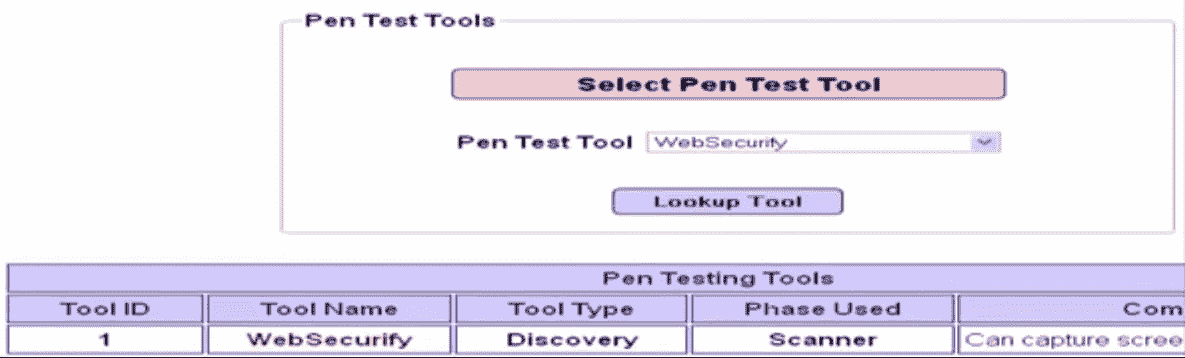 Pen Test Tools
Select Pen Test Tool
Pen Test Tool WebSecurify
Lookup Tool
Pen Testing Tools
Tool ID Tool Name Tool Type Phase Used Com
1 WebSecurify Discovery Scanner Can capture scree